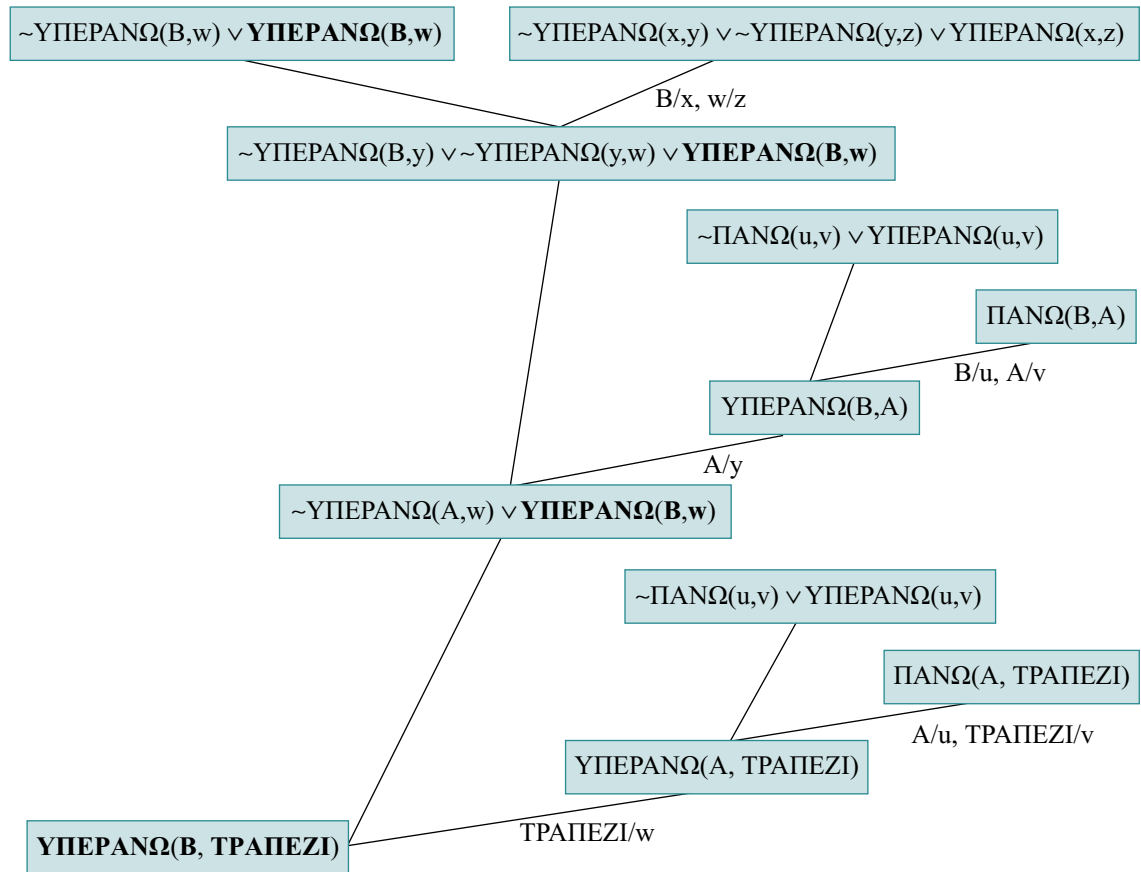 ~ΥΠΕΡΑΝΩ(B,w) ∨ ΥΠΕΡΑΝΩ(B,w)
~ΥΠΕΡΑΝΩ(x,y) ∨ ~ΥΠΕΡΑΝΩ(y,z) ∨ ΥΠΕΡΑΝΩ(x,z)
B/x, w/z
~ΥΠΕΡΑΝΩ(B,y) ∨ ~ΥΠΕΡΑΝΩ(y,w) ∨ ΥΠΕΡΑΝΩ(B,w)
~ΠΑΝΩ(u,v) ∨ ΥΠΕΡΑΝΩ(u,v)
ΠΑΝΩ(B,A)
B/u, A/v
ΥΠΕΡΑΝΩ(B,A)
A/y
~ΥΠΕΡΑΝΩ(A,w) ∨ ΥΠΕΡΑΝΩ(B,w)
~ΠΑΝΩ(u,v) ∨ ΥΠΕΡΑΝΩ(u,v)
ΠΑΝΩ(A, ΤΡΑΠΕΖΙ)
A/u, ΤΡΑΠΕΖΙ/v
ΥΠΕΡΑΝΩ(A, ΤΡΑΠΕΖΙ)
ΤΡΑΠΕΖΙ/w
ΥΠΕΡΑΝΩ(B, ΤΡΑΠΕΖΙ)